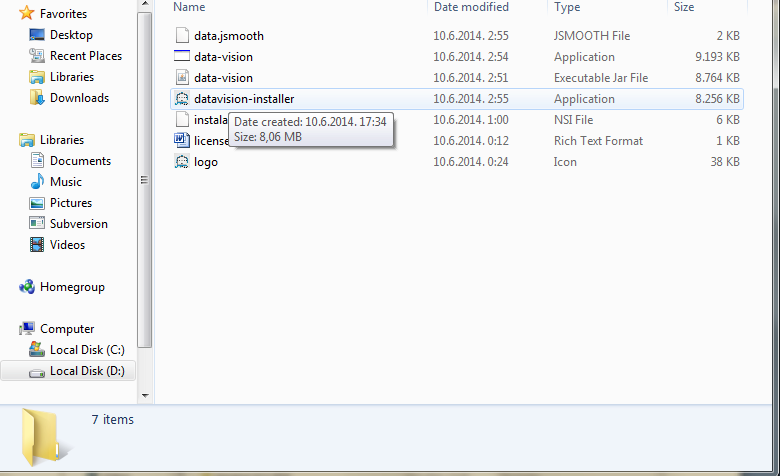 Favorites
Desktop
Recent Places
Libraries
Downloads
Libraries
Documents
Music
Pictures
Subversion
Videos
Homegroup
Computer
Local Disk (C:)
Local Disk (D:)
Name Date modified Type Size
data.jsmooth 10.6.2014. 2:55 JSMOOTH File 2 KB
data-vision 10.6.2014. 2:54 Application 9.193 KB
data-vision 10.6.2014. 2:51 Executable Jar File 8.764 KB
datavision-installer 10.6.2014. 2:55 Application 8.256 KB
instala 10.6.2014. 1:00 NSI File 6 KB
license 10.6.2014. 0:12 Rich Text Format 1 KB
logo 10.6.2014. 0:24 Icon 38 KB
Date created: 10.6.2014. 17:34
Size: 8,06 MB
7 items